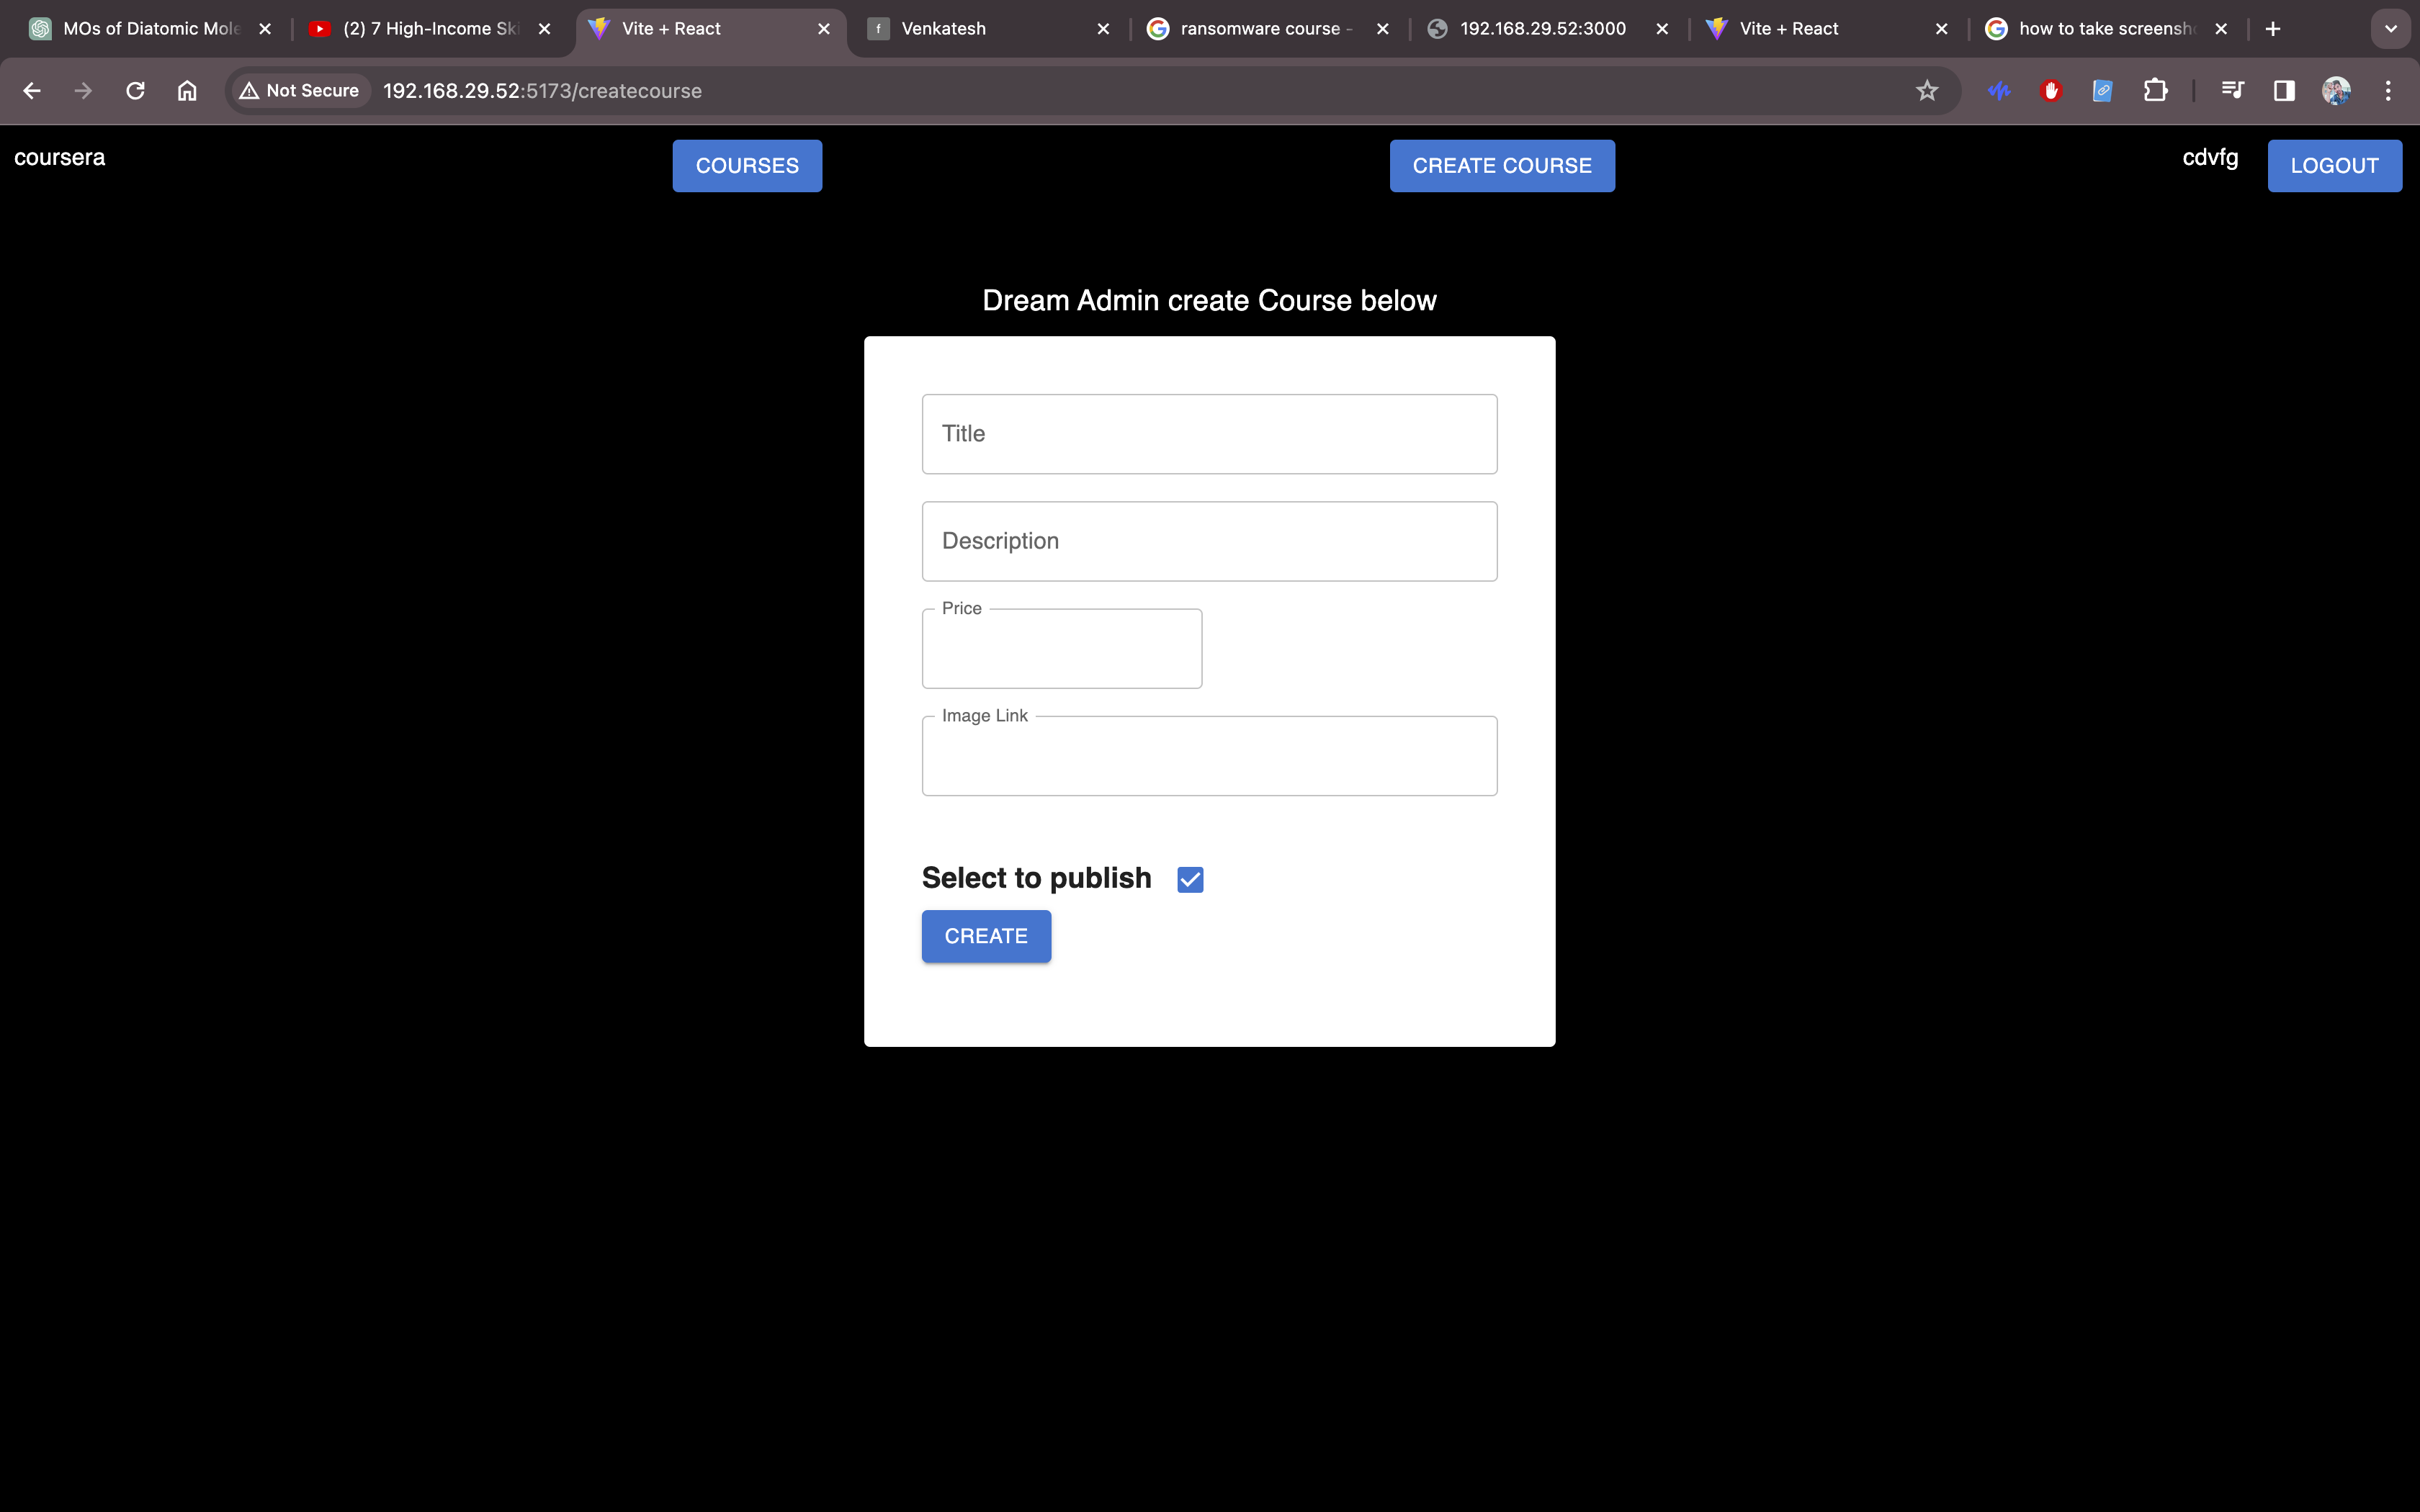 MOs of Diatomic Mole
(2) 7 High-Income Ski
Vite + React
Venkatesh
ransomware course -
192.168.29.52:3000
Vite + React
how to take screensho
Not Secure
192.168.29.52:5173/createcourse
coursera
COURSES
CREATE COURSE
cdvfg
LOGOUT
Dream Admin create Course below
Title
Description
Price
Image Link
Select to publish
CREATE